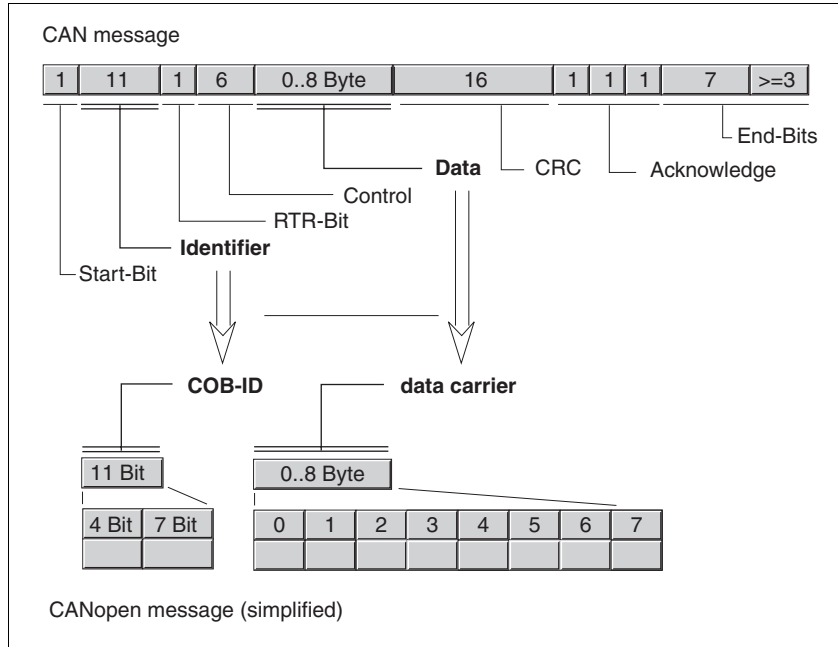 CAN message
1 11 1 6 0..8 Byte 16 1 1 1 7 >=3
End-Bits
Data CRC Acknowledge
Control
RTR-Bit
Identifier
Start-Bit
COB-ID data carrier
11 Bit 0..8 Byte
4 Bit 7 Bit 0 1 2 3 4 5 6 7
CANopen message (simplified)